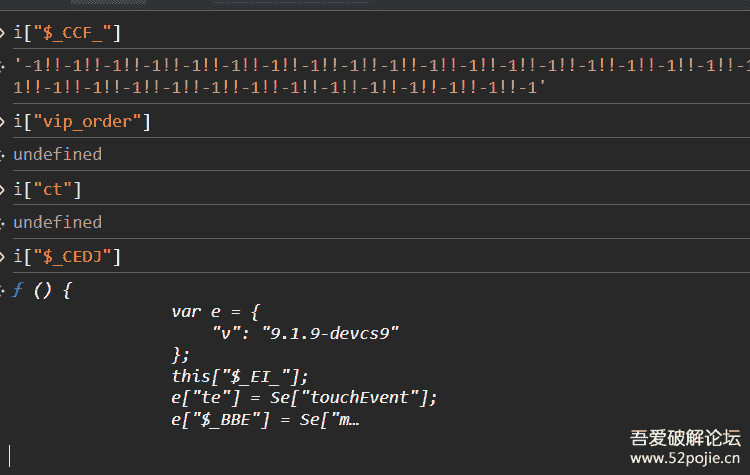 i["$_CCF_"]
'-1!!-1!!-1!!-1!!-1!!-1!!-1!!-1!!-1!!-1!!-1!!-1!!-1!!-1!!-1!!-1!!-1!!-1!!-1!!-1!!-
1!!-1!!-1!!-1!!-1!!-1!!-1!!-1!!-1!!-1!!-1!!-1!!-1!!-1'
i["vip_order"]
undefined
i["ct"]
undefined
i["$_CEDJ"]
ƒ () {
var e = {
"v": "9.1.9-devcs9"
};
this["$_EI_"];
e["te"] = Se["touchEvent"];
e["$_BBE"] = Se["m…
吾爱破解论坛
www.52pojie.cn